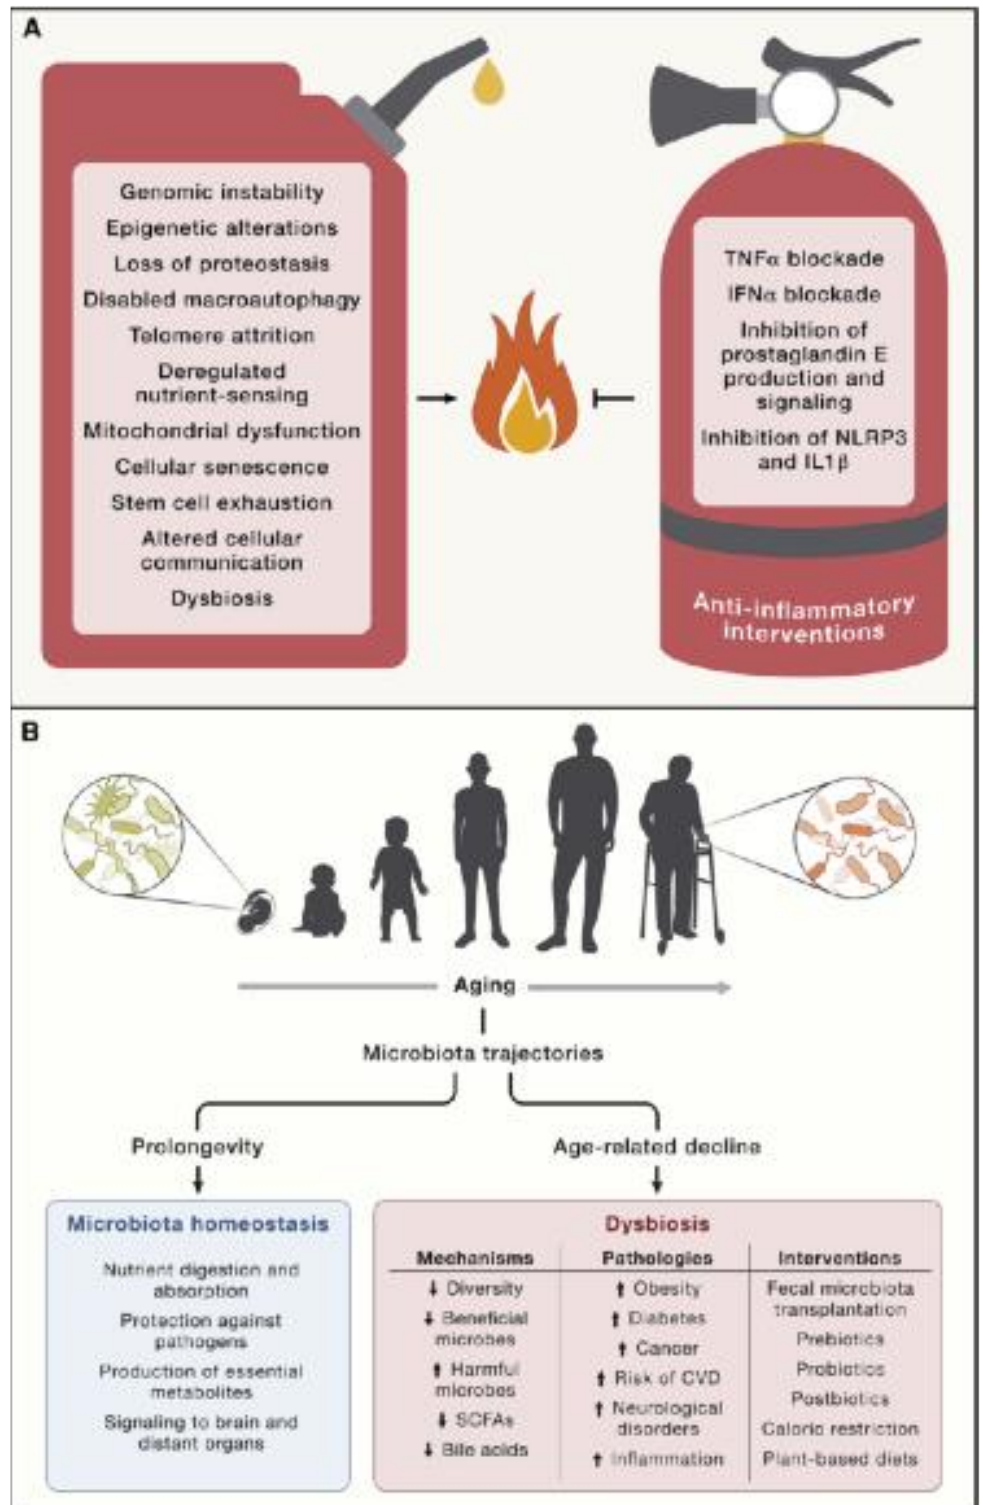 A
Genomic instability
Epigenetic alterations
Loss of proteostasis
Disabled macroautophagy
Telomere attrition
Deregulated
nutrient-sensing
Mitochondrial dysfunction
Cellular senescence
Stem cell exhaustion
Altered cellular
communication
Dysbiosis
TNFα blockade
IFNα blockade
Inhibition of
prostaglandin E
production and
signaling
Inhibition of NLRP3
and IL1β
Anti-inflammatory
interventions
B
Aging
Microbiota trajectories
Prolongevity
Age-related decline
Microbiota homeostasis
Nutrient digestion and
absorption
Protection against
pathogens
Production of essential
metabolites
Signaling to brain and
distant organs
Dysbiosis
Mechanisms
↓ Diversity
↓ Beneficial
microbes
↑ Harmful
microbes
↓ SCFAs
↓ Bile acids
Pathologies
↑ Obesity
↑ Diabetes
↑ Cancer
↑ Risk of CVD
↑ Neurological
disorders
↑ Inflammation
Interventions
Fecal microbiota
transplantation
Prebiotics
Probiotics
Postbiotics
Caloric restriction
Plant-based diets